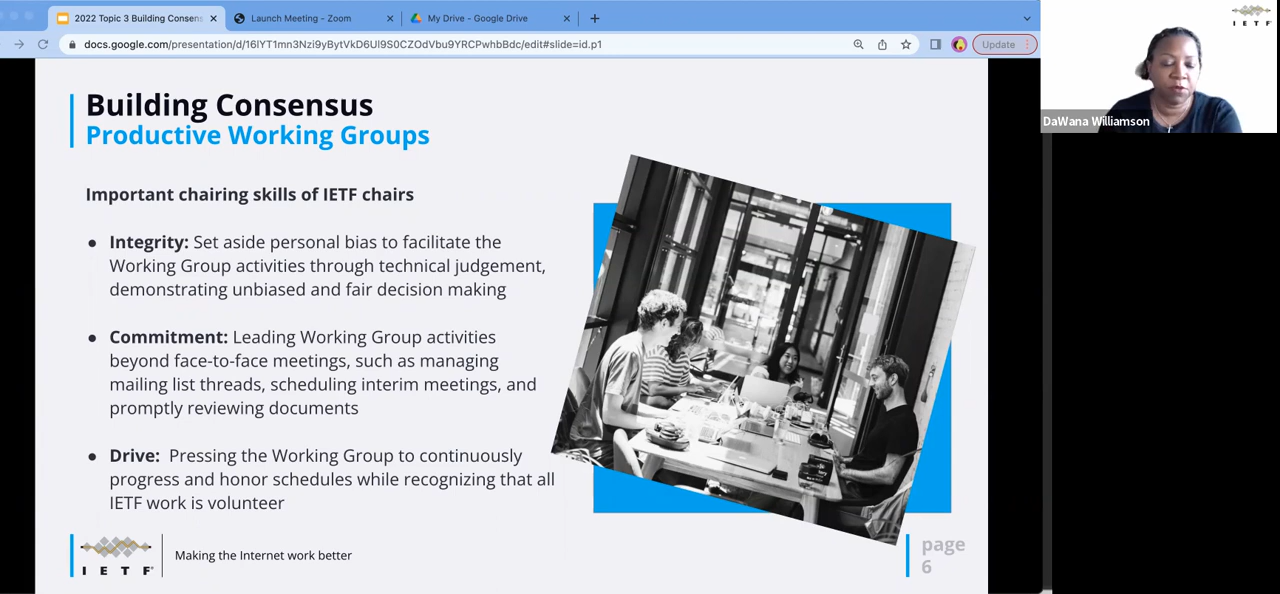 2022 Topic 3 Building Consens
Launch Meeting - Zoom
My Drive - Google Drive
docs.google.com/presentation/d/16lYT1mn3Nzi9yBytVkD6Ul9S0CZOdVbu9YRCPwhbBdc/edit#slide=id.p1
Update
IETF
DaWana Williamson
Building Consensus
Productive Working Groups
Important chairing skills of IETF chairs
● Integrity: Set aside personal bias to facilitate the
Working Group activities through technical judgement,
demonstrating unbiased and fair decision making
● Commitment: Leading Working Group activities
beyond face-to-face meetings, such as managing
mailing list threads, scheduling interim meetings, and
promptly reviewing documents
● Drive: Pressing the Working Group to continuously
progress and honor schedules while recognizing that all
IETF work is volunteer
IETF®
Making the Internet work better
page
6